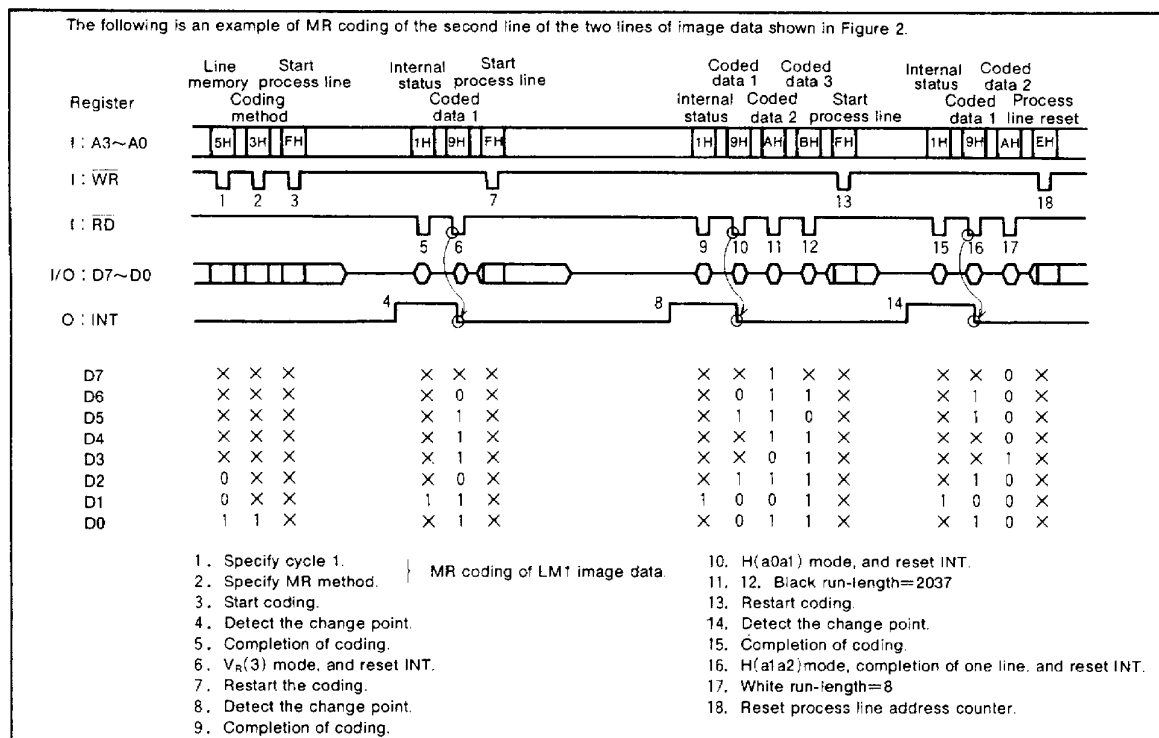 The following is an example of MR coding of the second line of the two lines of image data shown in Figure 2.
Line memory Start process line Internal status Start process line Coded data 1 Coded data 3 Internal status Coded data 2
Register Coding method Coded data 1 Internal status Coded data 2 Start process line Coded data 1 Process line reset
I : A3~A0 5H 3H FH 1H 9H FH 1H 9H AH BH FH 1H 9H AH EH
I : WR
1 2 3 7 13 18
I : RD
5 6 9 10 11 12 15 16 17
I/O : D7~D0
4 8 14
O : INT
D7 × × × × × × × × 1 × × × × 0 ×
D6 × × × × 0 × × 0 1 1 × × 1 0 ×
D5 × × × × 1 × × 1 1 0 × × 1 0 ×
D4 × × × × 1 × × × 1 1 × × × 0 ×
D3 × × × × 1 × × × 0 1 × × × 1 ×
D2 0 × × × 0 × × 1 1 1 × × 1 0 ×
D1 0 × × 1 1 × 1 0 0 1 × 1 0 0 ×
D0 1 1 × × 1 × × 0 1 1 × × 1 0 ×
1. Specify cycle 1.
2. Specify MR method.
MR coding of LM1 image data.
3. Start coding.
4. Detect the change point.
5. Completion of coding.
6. VR(3) mode, and reset INT.
7. Restart the coding.
8. Detect the change point.
9. Completion of coding.
10. H(a0a1) mode, and reset INT.
11, 12. Black run-length=2037
13. Restart coding.
14. Detect the change point.
15. Completion of coding.
16. H(a1a2)mode, completion of one line, and reset INT.
17. White run-length=8
18. Reset process line address counter.